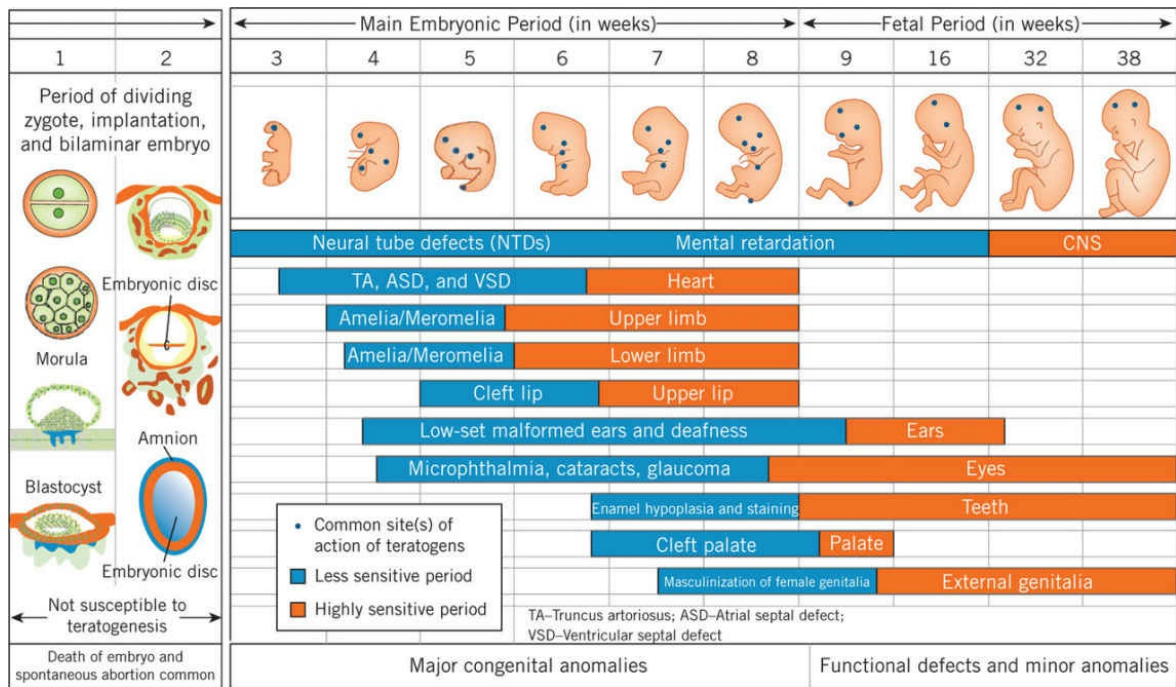 Main Embryonic Period (in weeks)
Fetal Period (in weeks)
1
2
3
4
5
6
7
8
9
16
32
38
Period of dividing
zygote, implantation,
and bilaminar embryo
Embryonic disc
Morula
Amnion
Blastocyst
Embryonic disc
Not susceptible to
teratogenesis
Death of embryo and
spontaneous abortion common
Neural tube defects (NTDs)
Mental retardation
CNS
TA, ASD, and VSD
Heart
Amelia/Meromelia
Upper limb
Amelia/Meromelia
Lower limb
Cleft lip
Upper lip
Low-set malformed ears and deafness
Ears
Microphthalmia, cataracts, glaucoma
Eyes
Enamel hypoplasia and staining
Teeth
Cleft palate
Palate
Masculinization of female genitalia
External genitalia
Common site(s) of
action of teratogens
Less sensitive period
Highly sensitive period
TA–Truncus artoriosus; ASD–Atrial septal defect;
VSD–Ventricular septal defect
Major congenital anomalies
Functional defects and minor anomalies